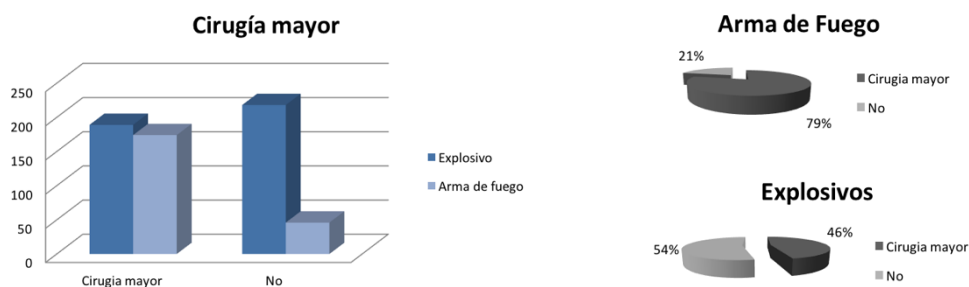 Cirugía mayor
250
200
150
100
50
0
Cirugia mayor
No
Explosivo
Arma de fuego
Arma de Fuego
21%
79%
Cirugia mayor
No
Explosivos
54%
46%
Cirugia mayor
No